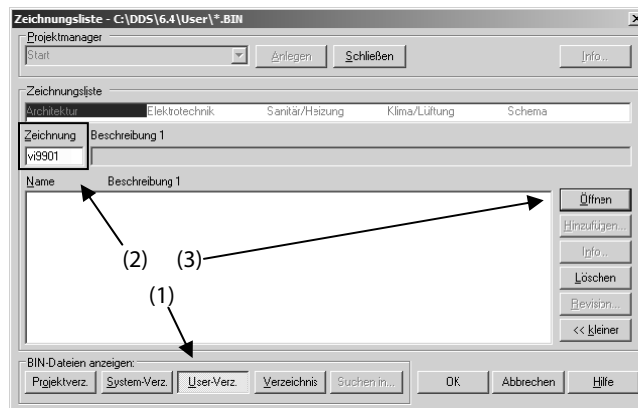 Zeichnungsliste - C:\DDS\6.4\User\*.BIN
Projektmanager
Start Anlegen Schließen Info..
Zeichnungsliste
Architektur Elektrotechnik Sanitär/Heizung Klima/Lüftung Schema
Zeichnung Beschreibung 1
vi9901
Name Beschreibung 1
Öffnen
Hinzufügen...
Info..
Löschen
Revision...
<< kleiner
(2) (3)
(1)
BIN-Dateien anzeigen:
Projektverz. System-Verz. User-Verz. Verzeichnis Suchen in... OK Abbrechen Hilfe